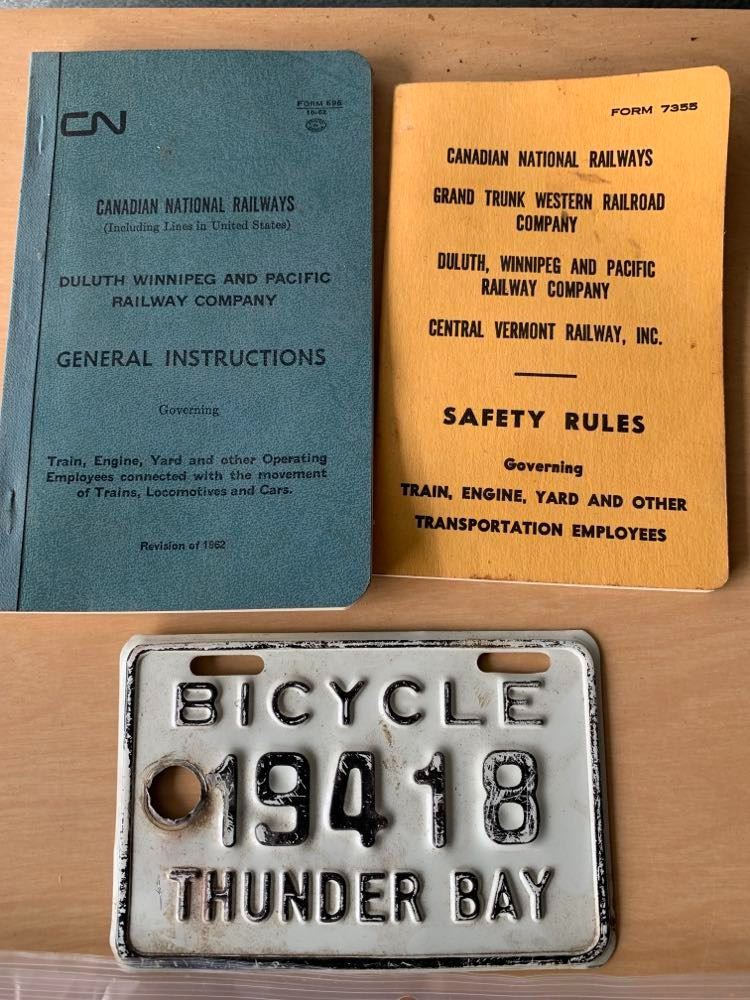 CN
FORM 696
10-62
CANADIAN NATIONAL RAILWAYS
(Including Lines in United States)
DULUTH WINNIPEG AND PACIFIC
RAILWAY COMPANY
GENERAL INSTRUCTIONS
Governing
Train, Engine, Yard and other Operating
Employees connected with the movement
of Trains, Locomotives and Cars.
Revision of 1962
FORM 7355
CANADIAN NATIONAL RAILWAYS
GRAND TRUNK WESTERN RAILROAD
COMPANY
DULUTH, WINNIPEG AND PACIFIC
RAILWAY COMPANY
CENTRAL VERMONT RAILWAY, INC.
SAFETY RULES
Governing
TRAIN, ENGINE, YARD AND OTHER
TRANSPORTATION EMPLOYEES
BICYCLE
19418
THUNDER BAY